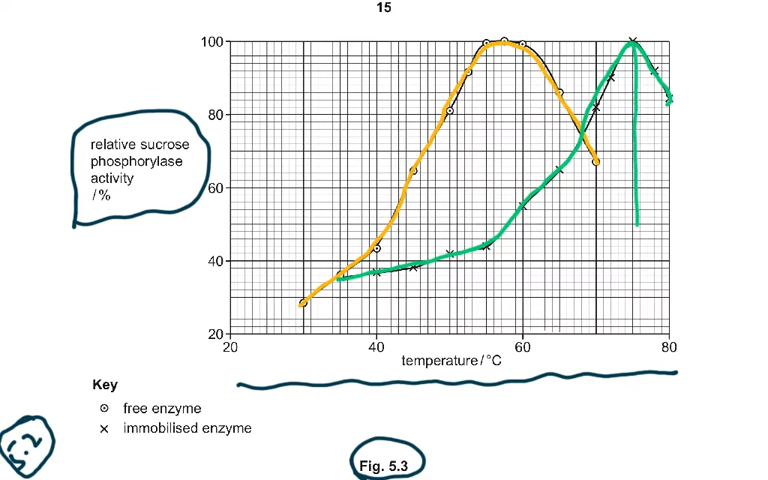 15
100
80
60
40
20
relative sucrose
phosphorylase
activity
/ %
20 40 60 80
temperature / °C
Key
free enzyme
immobilised enzyme
Fig. 5.3